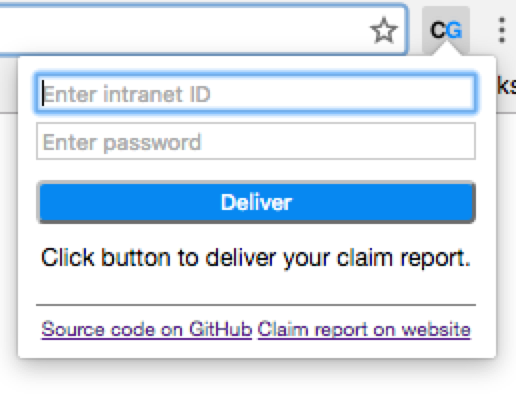 CG
ks
Enter intranet ID
Enter password
Deliver
Click button to deliver your claim report.
Source code on GitHub Claim report on website